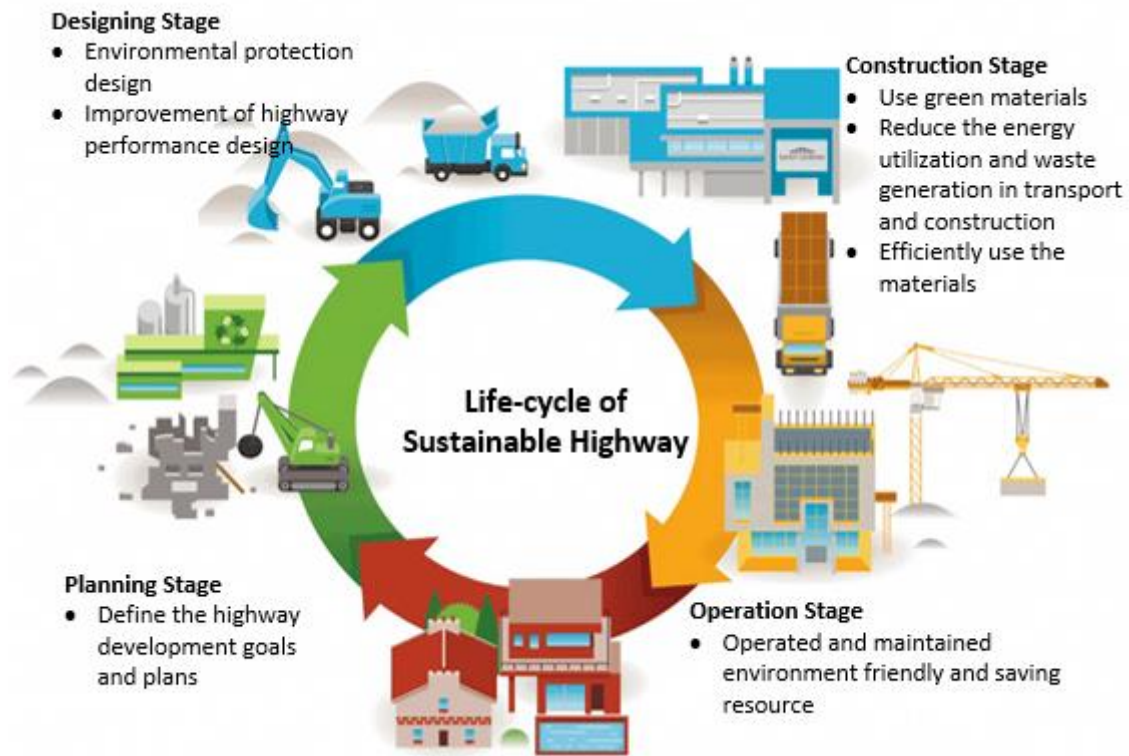 Designing Stage
• Environmental protection
design
• Improvement of highway
performance design
Construction Stage
• Use green materials
• Reduce the energy
utilization and waste
generation in transport
and construction
• Efficiently use the
materials
Life-cycle of
Sustainable Highway
Planning Stage
• Define the highway
development goals
and plans
Operation Stage
• Operated and maintained
environment friendly and saving
resource